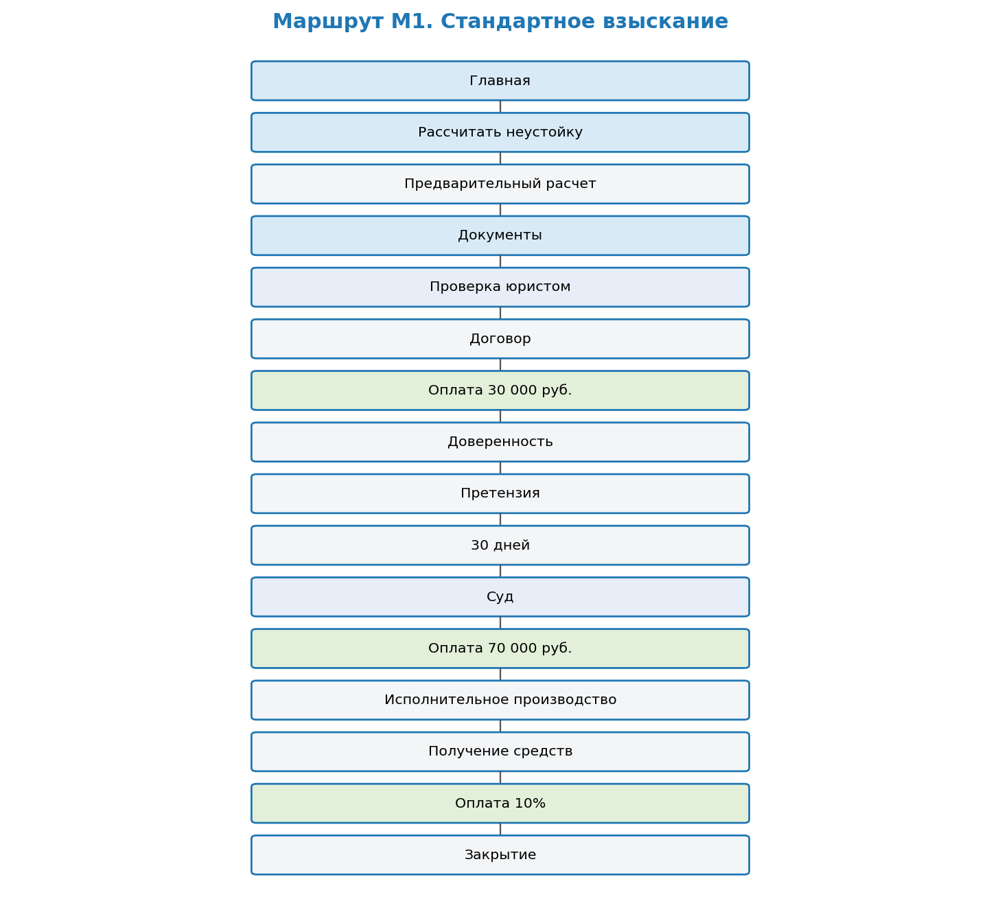 Маршрут М1. Стандартное взыскание
Главная
Рассчитать неустойку
Предварительный расчет
Документы
Проверка юристом
Договор
Оплата 30 000 руб.
Доверенность
Претензия
30 дней
Суд
Оплата 70 000 руб.
Исполнительное производство
Получение средств
Оплата 10%
Закрытие